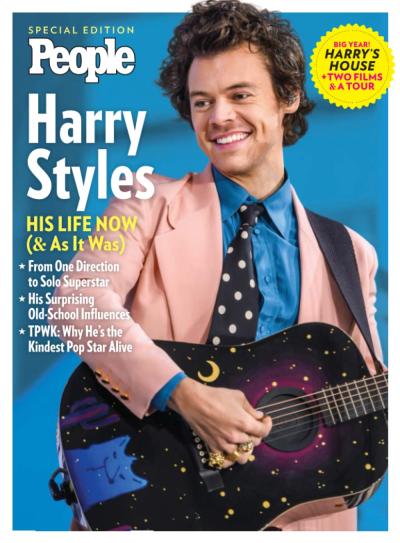 SPECIAL EDITION
People
BIG YEAR!
HARRY'S
HOUSE
+TWO FILMS
& A TOUR
Harry
Styles
HIS LIFE NOW
(& As It Was)
★ From One Direction
to Solo Superstar
★ His Surprising
Old-School Influences
★ TPWK: Why He's the
Kindest Pop Star Alive